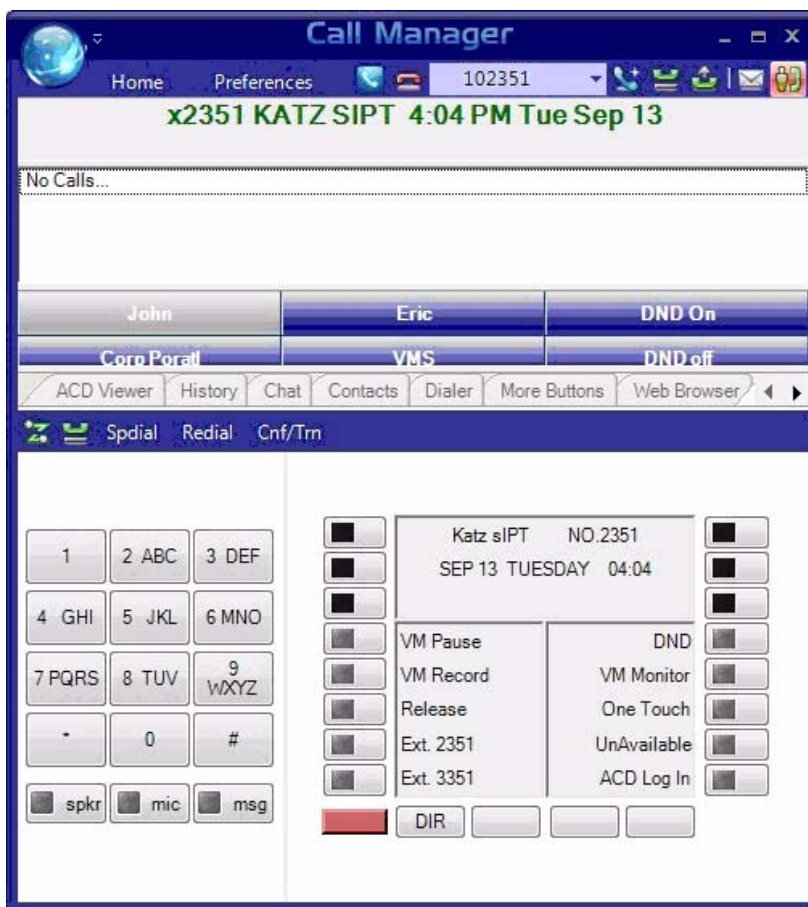 Call Manager
Home Preferences 102351
x2351 KATZ SIPT 4:04 PM Tue Sep 13
No Calls...
John Eric DND On
Corp Poratl VMS DND off
ACD Viewer History Chat Contacts Dialer More Buttons Web Browser
Spdial Redial Cnf/Trn
1 2 ABC 3 DEF
4 GHI 5 JKL 6 MNO
7 PQRS 8 TUV 9 WXYZ
* 0 #
spkr mic msg
Katz sIPT NO.2351
SEP 13 TUESDAY 04:04
VM Pause DND
VM Record VM Monitor
Release One Touch
Ext. 2351 UnAvailable
Ext. 3351 ACD Log In
DIR